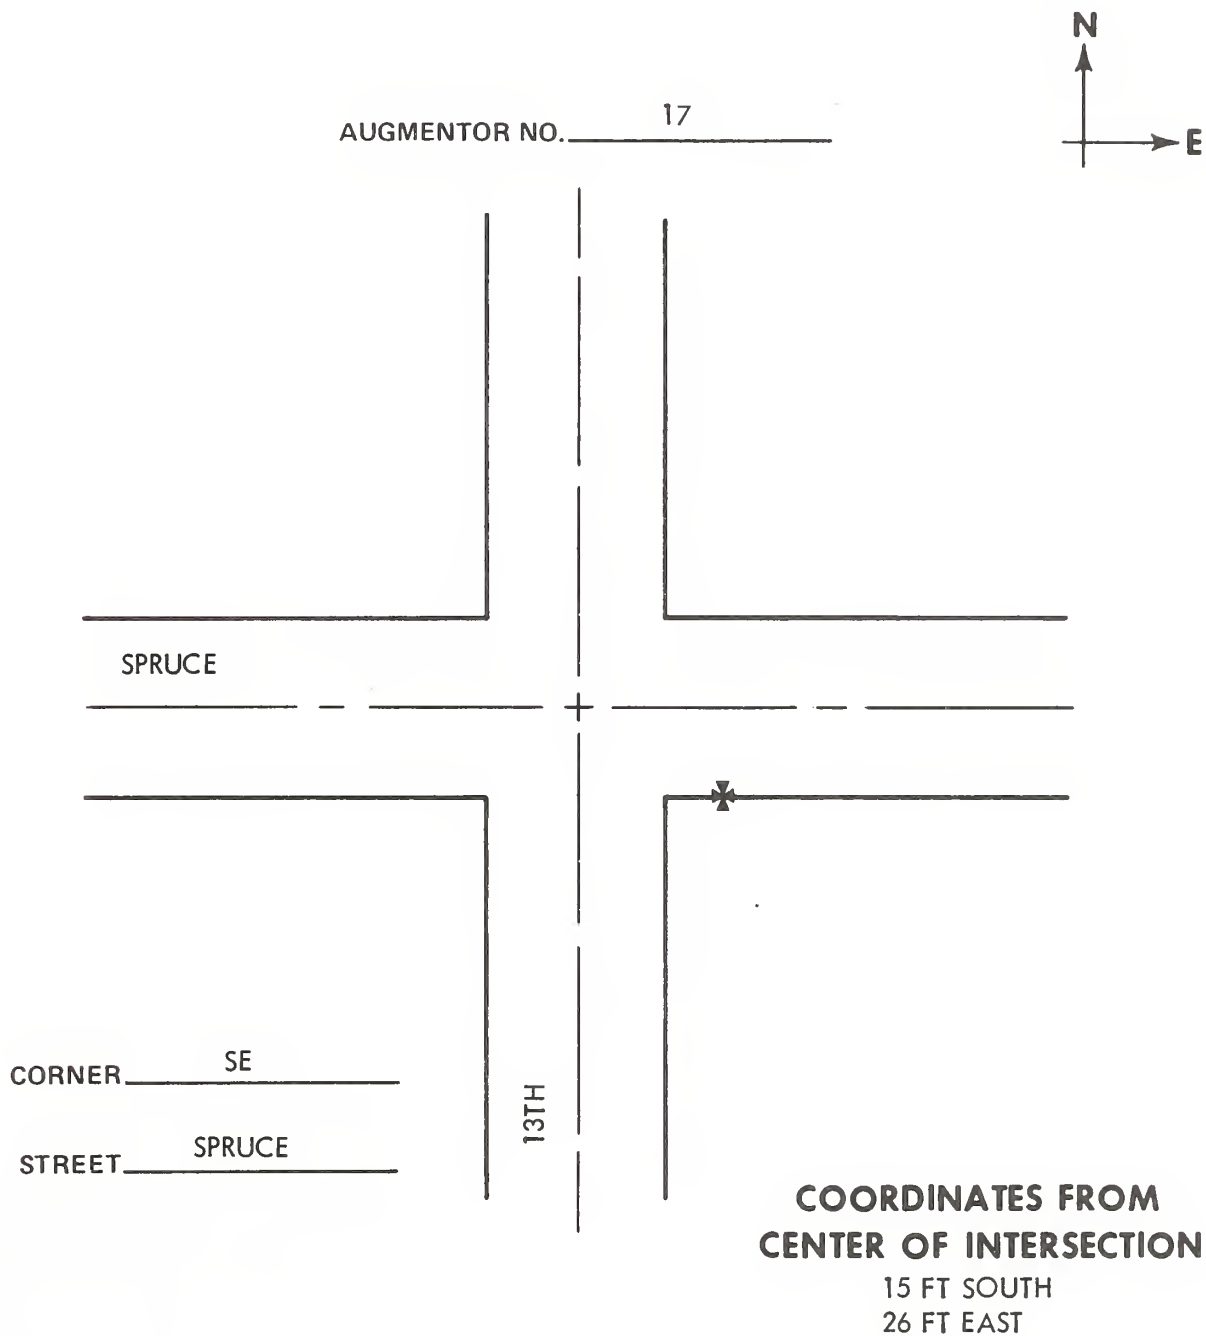 N
AUGMENTOR NO. 17
E
SPRUCE
CORNER SE
13TH
STREET SPRUCE
COORDINATES FROM
CENTER OF INTERSECTION
15 FT SOUTH
26 FT EAST